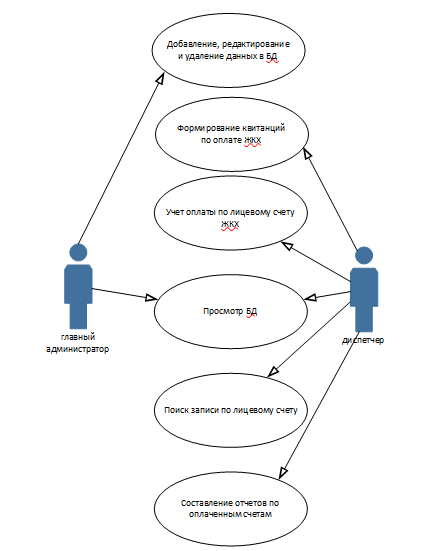 Добавление, редактирование
и удаление данных в БД
Формирование квитанций
по оплате ЖКХ
Учет оплаты по лицевому счету
ЖКХ
Просмотр БД
главный
администратор
диспетчер
Поиск записи по лицевому счету
Составление отчетов по
оплаченным счетам